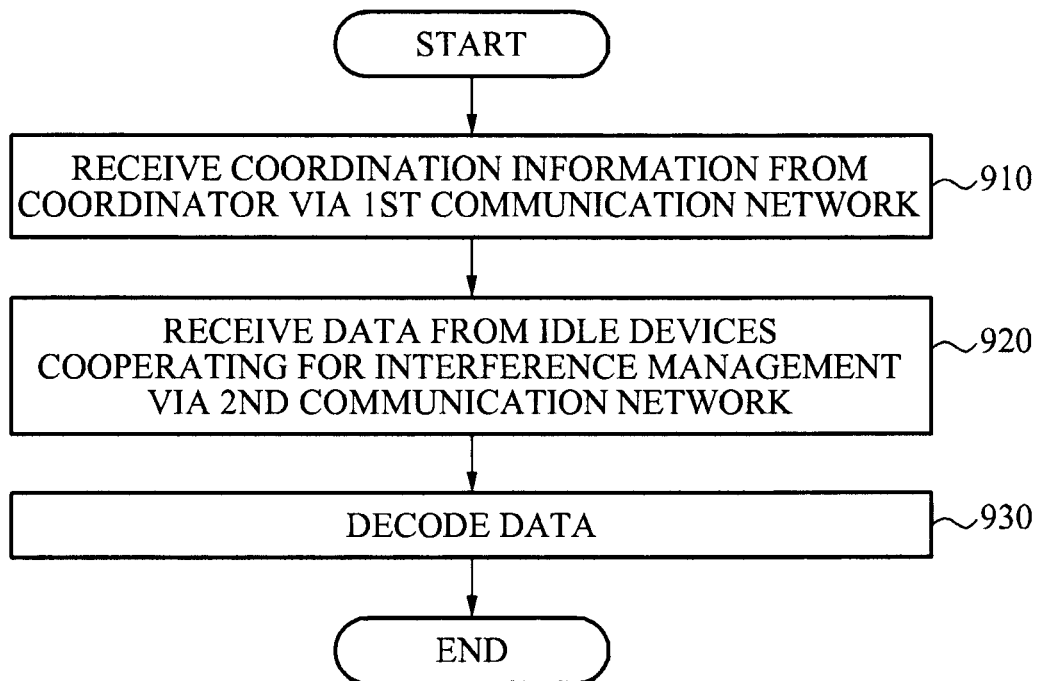 START
RECEIVE COORDINATION INFORMATION FROM
COORDINATOR VIA 1ST COMMUNICATION NETWORK
910
RECEIVE DATA FROM IDLE DEVICES
COOPERATING FOR INTERFERENCE MANAGEMENT
VIA 2ND COMMUNICATION NETWORK
920
DECODE DATA
930
END